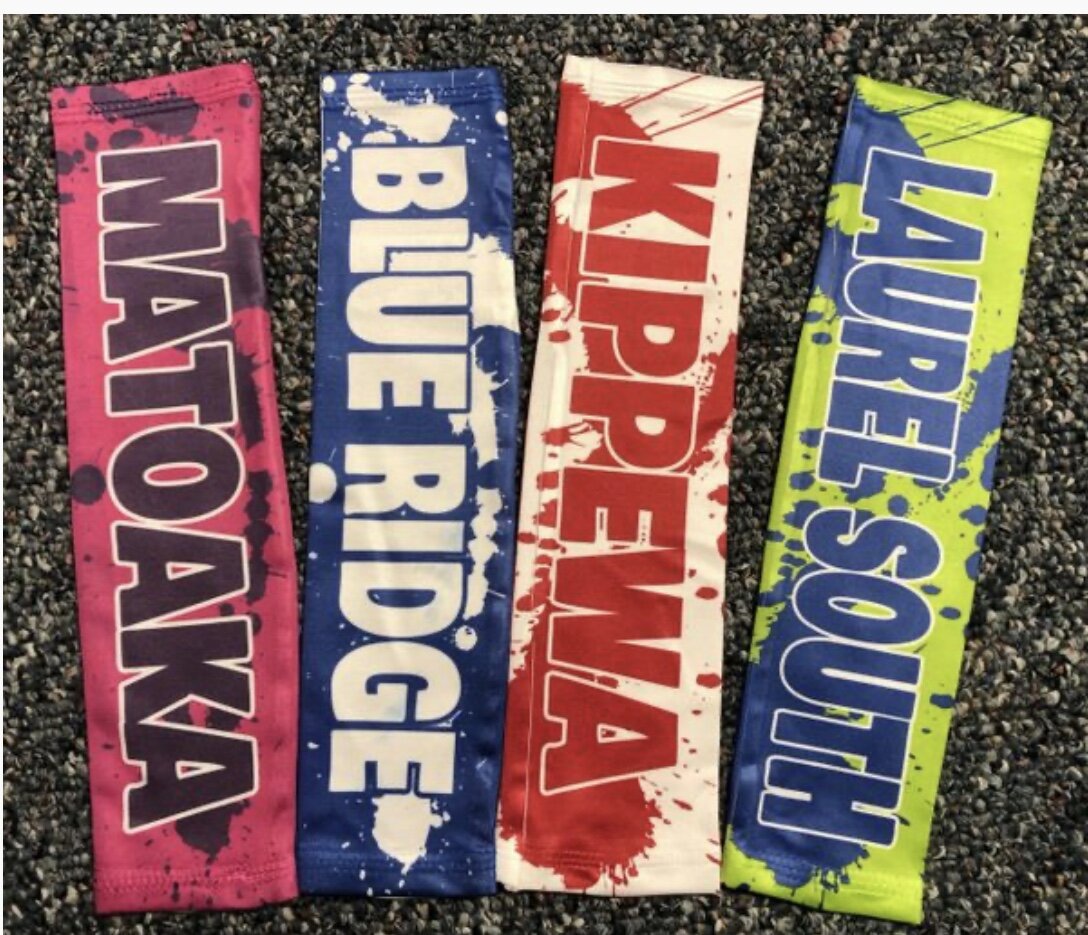 MATOAKA
BLUE RIDGE
KIPPEWA
LAUREL SOUTH